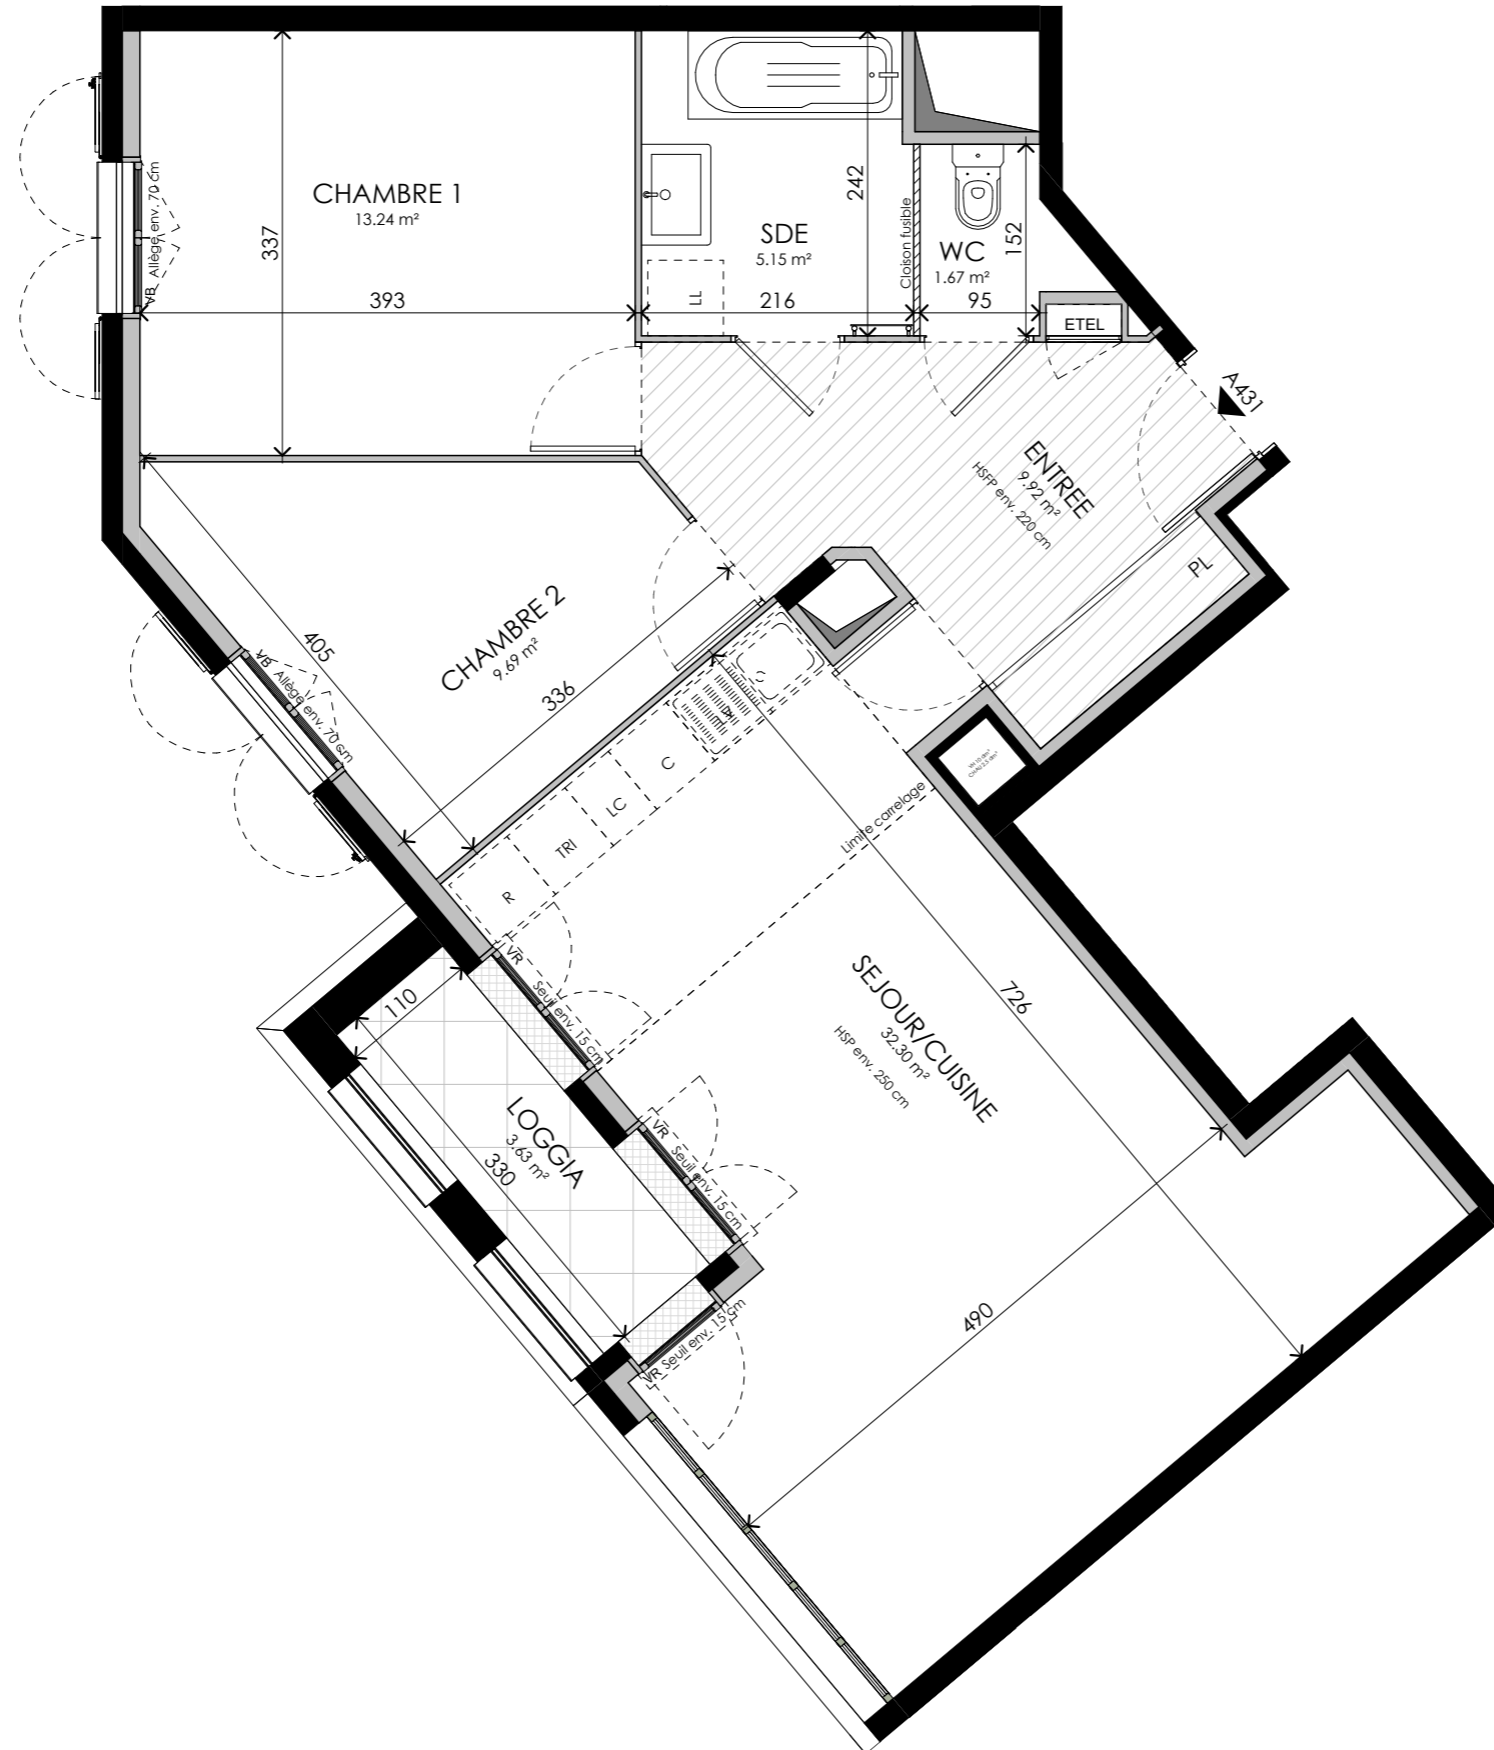 CHAMBRE 1
13.24 m²
337
393
VB Allège env. 70 cm
SDE
5.15 m²
242
216
LL
Cloison fusible
WC
1.67 m²
152
95
ETEL
A431
ENTREE
9.92 m²
HSFP env. 220 cm
PL
CHAMBRE 2
9.69 m²
405
336
VB Allège env. 70 cm
C
LC
TRI
R
Limite carrelage
VR Seuil env. 15 cm
SEJOUR/CUISINE
32.30 m²
HSP env. 250 cm
726
490
110
LOGGIA
3.63 m²
330
VR Seuil env. 15 cm
VR Seuil env. 15 cm